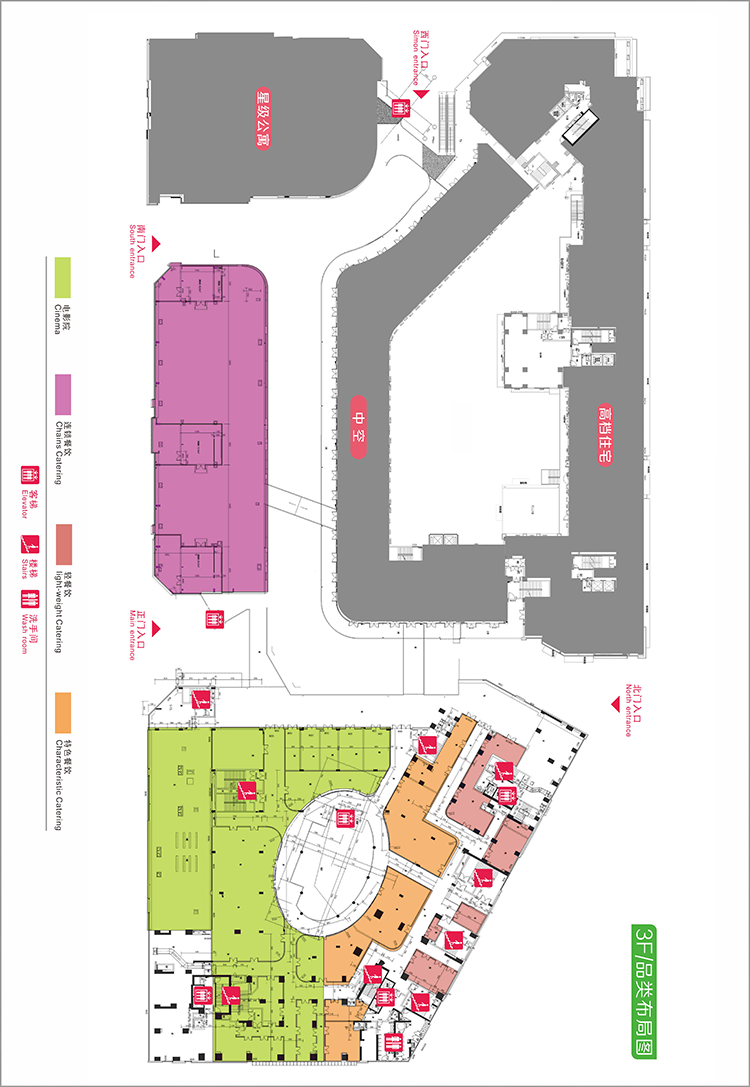 3F/品类布局图
北门入口
North entrance
西门入口
Simon entrance
高档住宅
中空
星级公寓
南门入口
South entrance
正门入口
Main entrance
电影院
Cinema
连锁餐饮
Chains Catering
轻餐饮
light-weight Catering
特色餐饮
Characteristic Catering
客梯
Elevator
楼梯
Stairs
洗手间
Wash room